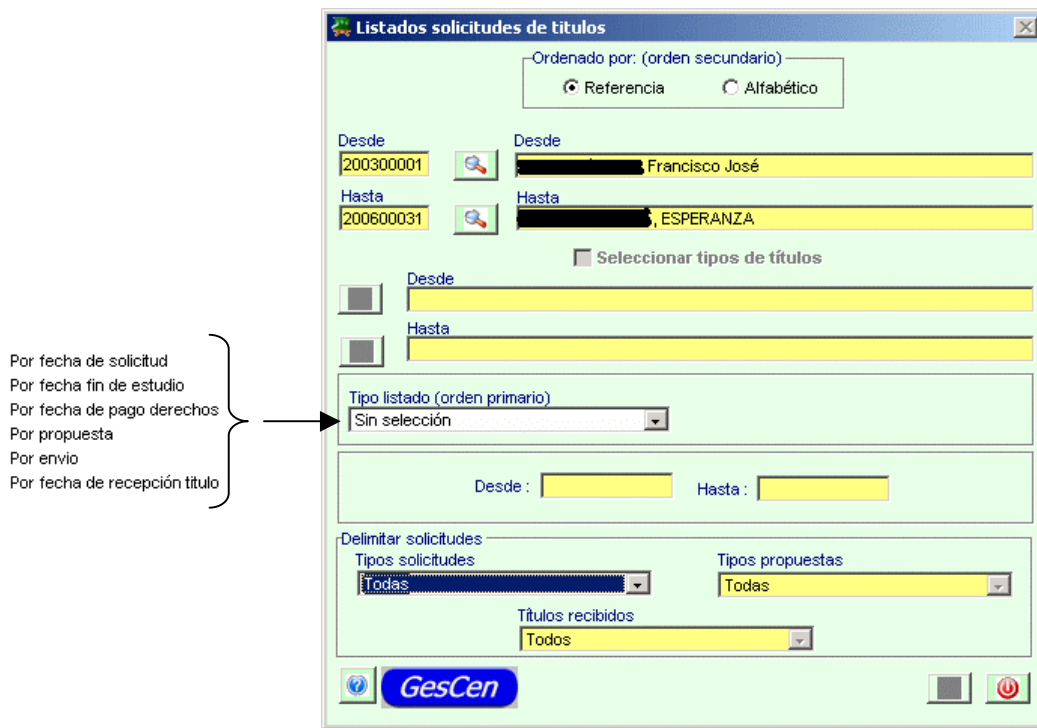 Listados solicitudes de titulos
Ordenado por: (orden secundario)
Referencia Alfabético
Desde Desde
200300001 , Francisco José
Hasta Hasta
200600031 , ESPERANZA
Seleccionar tipos de títulos
Desde
Hasta
Por fecha de solicitud
Por fecha fin de estudio
Por fecha de pago derechos
Por propuesta
Por envio
Por fecha de recepción titulo
Tipo listado (orden primario)
Sin selección
Desde : Hasta :
Delimitar solicitudes
Tipos solicitudes Tipos propuestas
Todas Todas
Títulos recibidos
Todos
GesCen